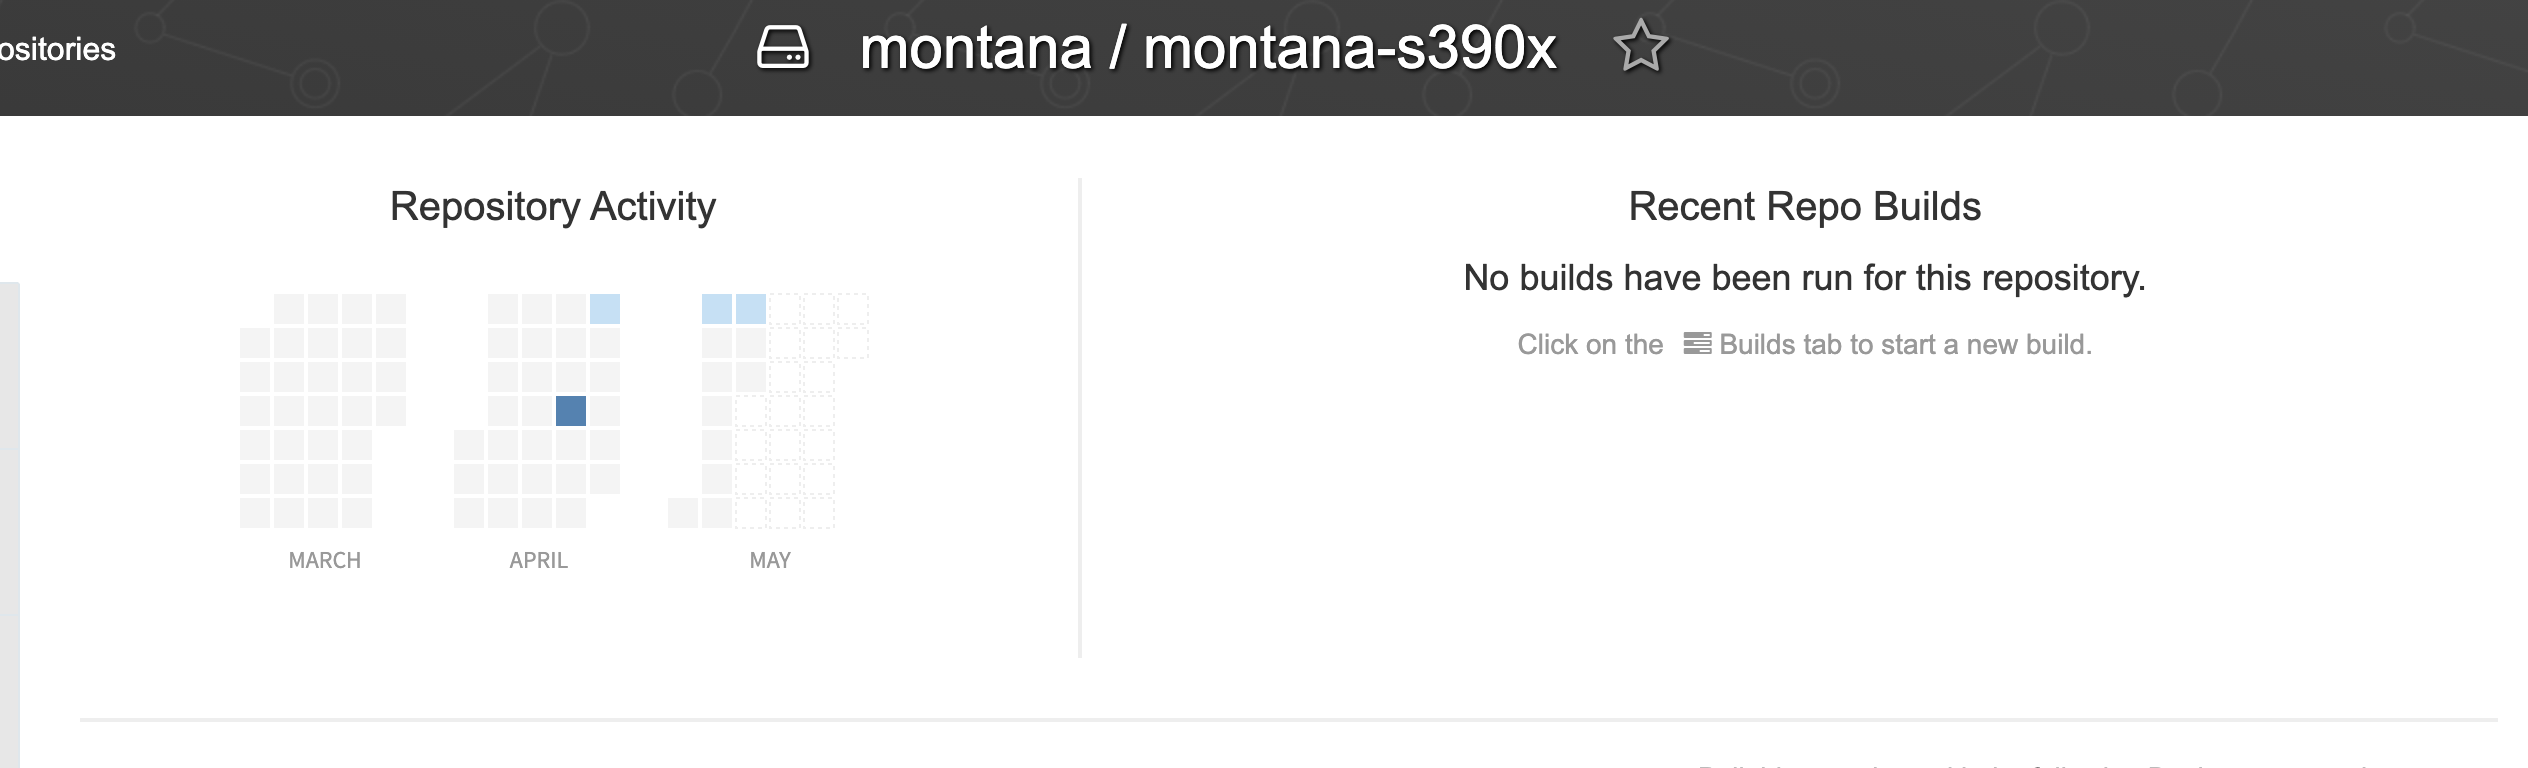 ositories
montana / montana-s390x
Repository Activity
MARCH
APRIL
MAY
Recent Repo Builds
No builds have been run for this repository.
Click on the Builds tab to start a new build.